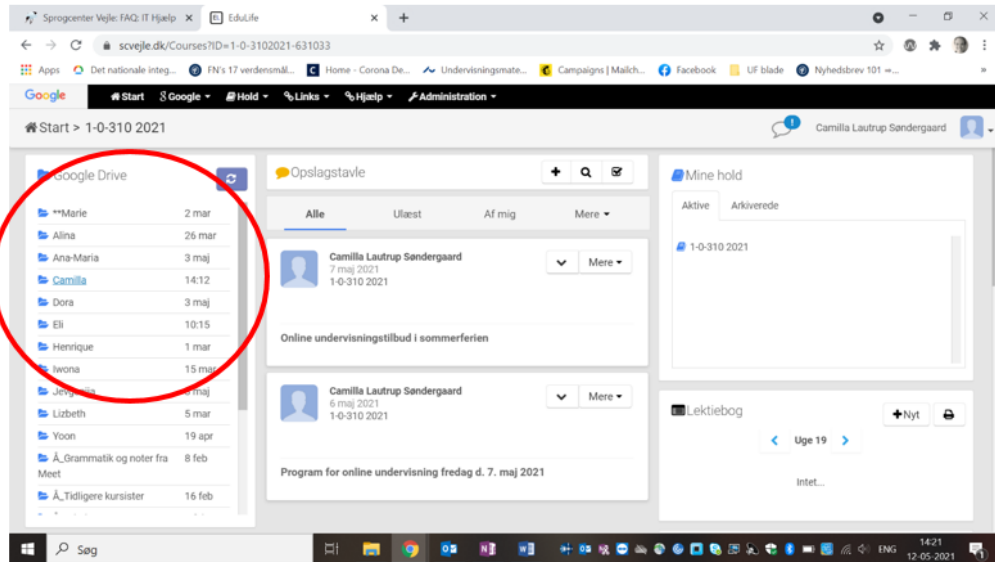 Sprogcenter Vejle: FAQ: IT Hjælp
EduLife
scvejle.dk/Courses?ID=1-0-3102021-631033
Apps Det nationale integ... FN's 17 verdensmål... Home - Corona De... Undervisningsmate... Campaigns | Mailch... Facebook UF blade Nyhedsbrev 101 –...
Google Start Google Hold Links Hjælp Administration
Start > 1-0-310 2021
1 Camilla Lautrup Søndergaard
Google Drive
**Marie 2 mar
Alina 26 mar
Ana-Maria 3 maj
Camilla 14:12
Dora 3 maj
Eli 10:15
Henrique 1 mar
Iwona 15 mar
maj
Lizbeth 5 mar
Yoon 19 apr
Å_Grammatik og noter fra 8 feb
Meet
Å_Tidligere kursister 16 feb
Opslagstavle
Alle Ulæst Af mig Mere
Camilla Lautrup Søndergaard
7 maj 2021
1-0-310 2021
Mere
Online undervisningstilbud i sommerferien
Camilla Lautrup Søndergaard
6 maj 2021
1-0-310 2021
Mere
Program for online undervisning fredag d. 7. maj 2021
Mine hold
Aktive Arkiverede
1-0-310 2021
Lektiebog
Nyt
Uge 19
Intet...
Søg
ENG
14:21
12-05-2021